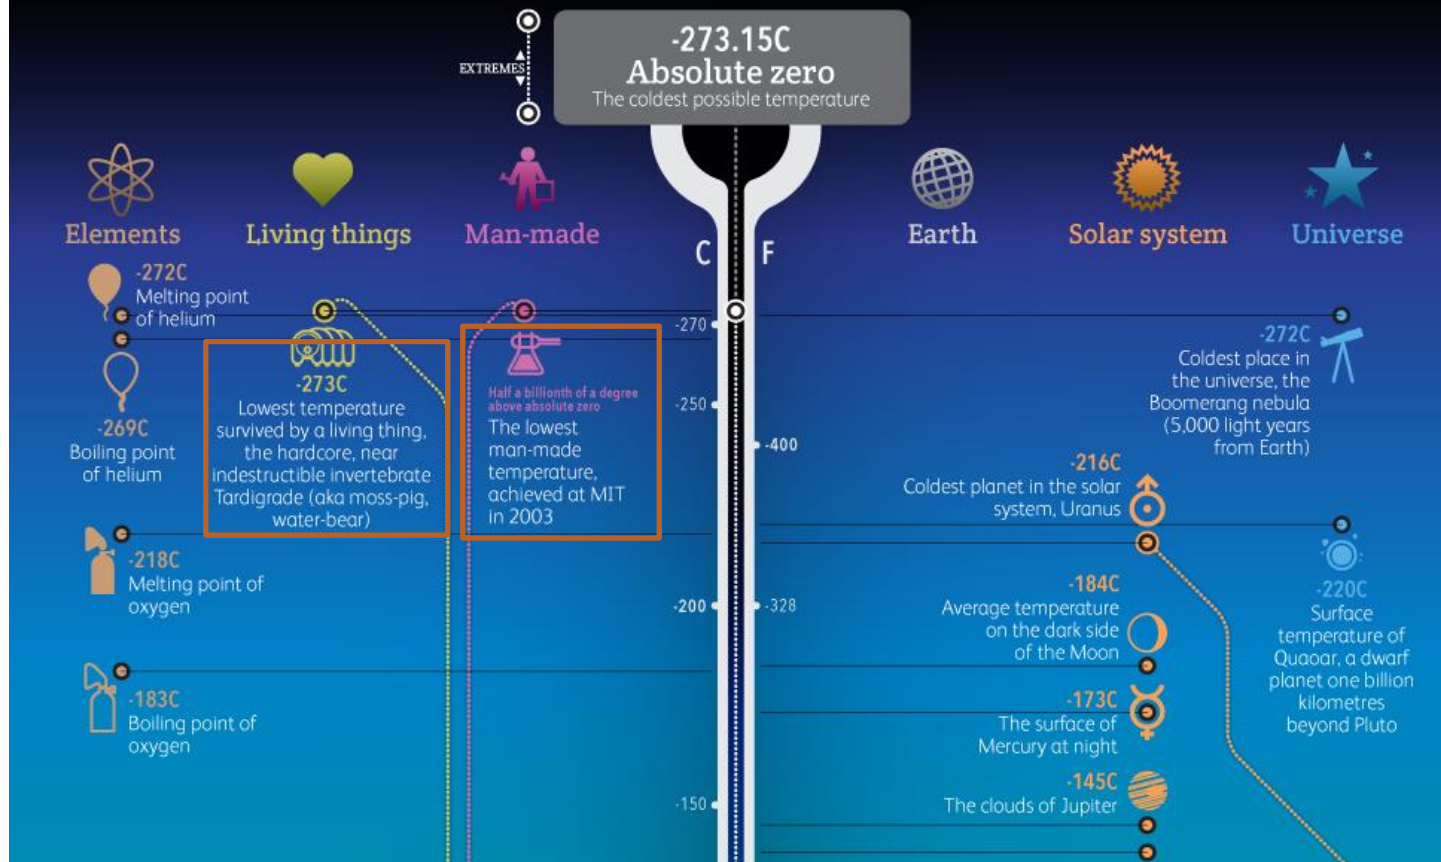 -273.15C
Absolute zero
The coldest possible temperature
EXTREMES
Elements
Living things
Man-made
C
F
Earth
Solar system
Universe
-272C
Melting point
of helium
-269C
Boiling point
of helium
-218C
Melting point of
oxygen
-183C
Boiling point of
oxygen
-273C
Lowest temperature
survived by a living thing,
the hardcore, near
indestructible invertebrate
Tardigrade (aka moss-pig,
water-bear)
Half a billionth of a degree
above absolute zero
The lowest
man-made
temperature,
achieved at MIT
in 2003
-270
-250
-400
-200
-328
-150
-216C
Coldest planet in the solar
system, Uranus
-184C
Average temperature
on the dark side
of the Moon
-173C
The surface of
Mercury at night
-145C
The clouds of Jupiter
-272C
Coldest place in
the universe, the
Boomerang nebula
(5,000 light years
from Earth)
-220C
Surface
temperature of
Quaoar, a dwarf
planet one billion
kilometres
beyond Pluto